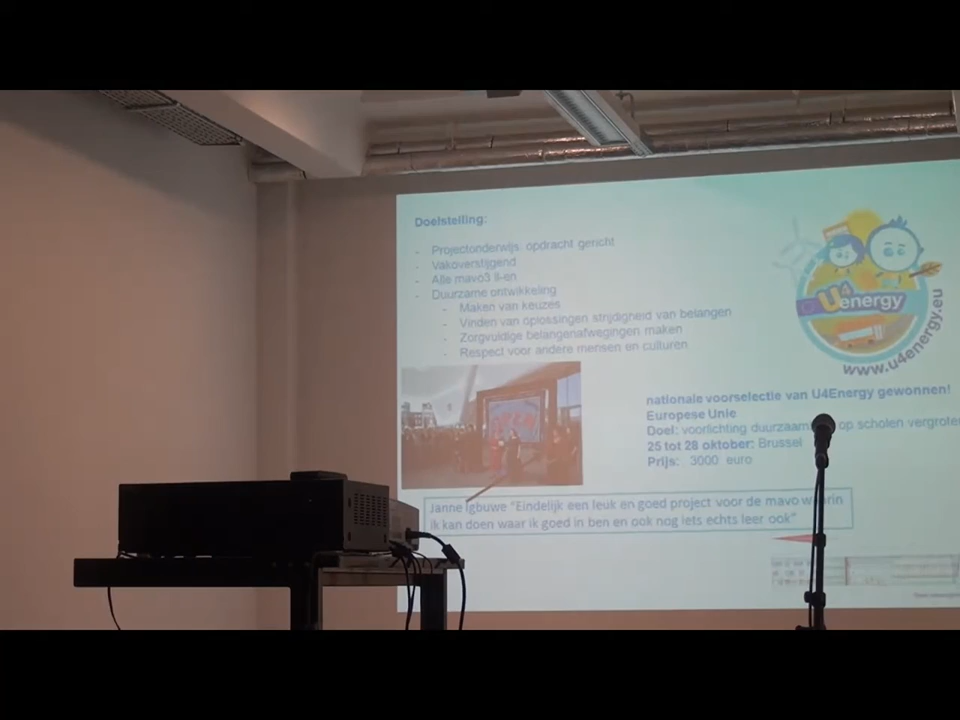 Doelstelling:
- Projectonderwijs: opdracht gericht
- Vakoverstijgend
- Alle mavo3 ll-en
- Duurzame ontwikkeling
- Maken van keuzes
- Vinden van oplossingen strijdigheid van belangen
- Zorgvuldige belangenafwegingen maken
- Respect voor andere mensen en culturen
U4energy
www.u4energy.eu
nationale voorselectie van U4Energy gewonnen!
Europese Unie
Doel: voorlichting op scholen
25 tot 28 oktober: Brussel
Prijs: 3000 euro
Janne Igbuwe "Eindelijk een leuk en goed project voor de mavo waarin
ik kan doen waar ik goed in ben en ook nog iets echts leer ook"